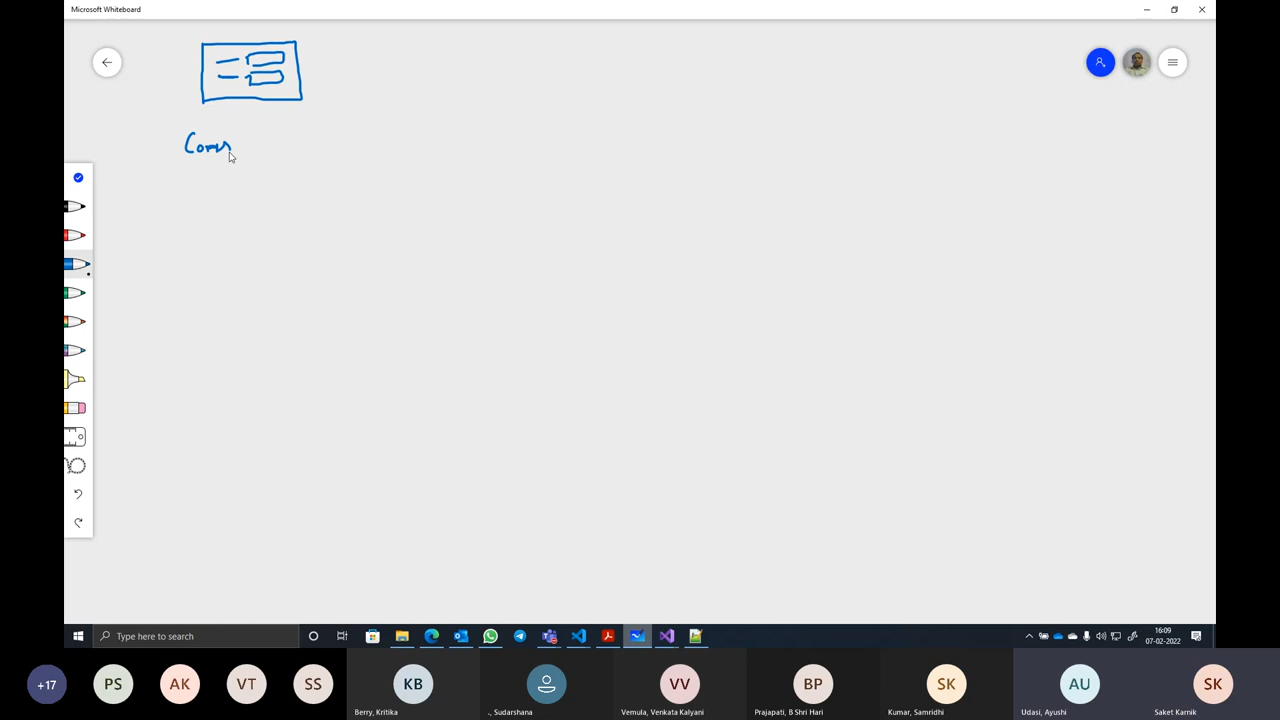 Microsoft Whiteboard
Type here to search
16:09
07-02-2022
+17
PS
AK
VT
SS
KB
VV
BP
SK
AU
SK
Berry, Kritika
., Sudarshana
Vemula, Venkata Kalyani
Prajapati, B Shri Hari
Kumar, Samridhi
Udasi, Ayushi
Saket Karnik